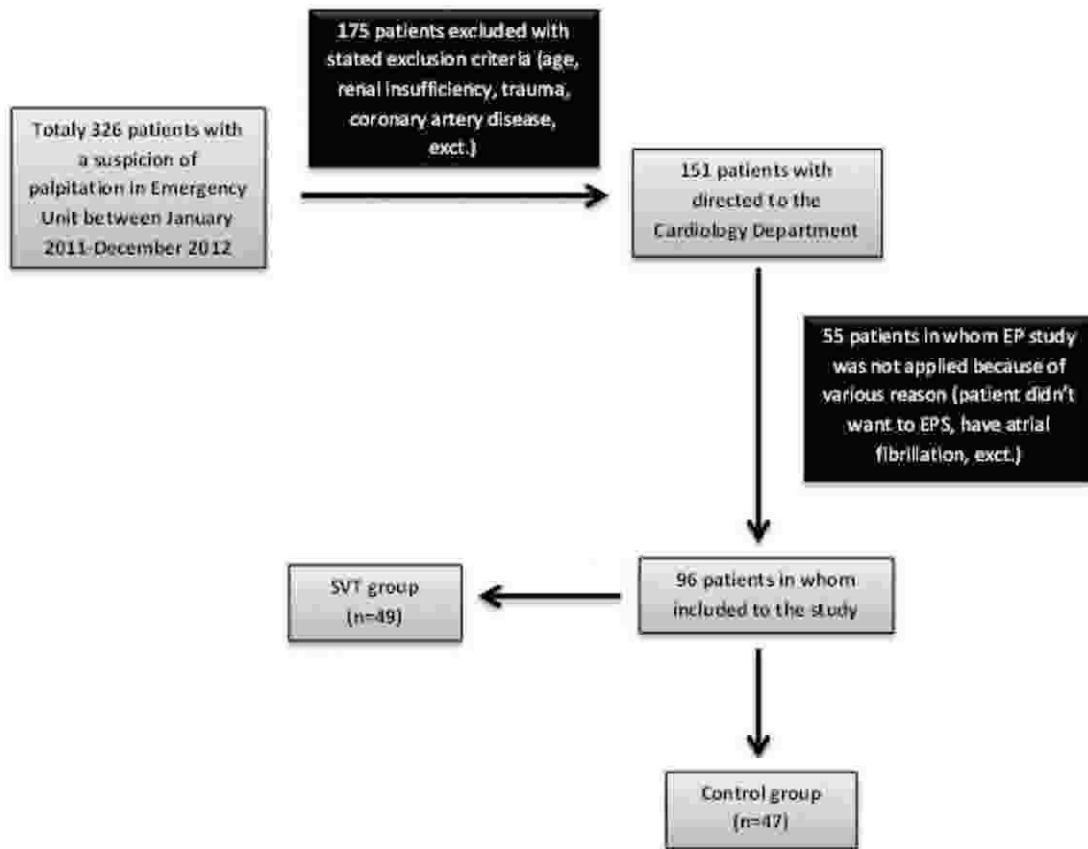 175 patients excluded with
stated exclusion criteria (age,
renal insufficiency, trauma,
coronary artery disease,
exct.)
Totaly 326 patients with
a suspicion of
palpitation in Emergency
Unit between January
2011-December 2012
151 patients with
directed to the
Cardiology Department
55 patients in whom EP study
was not applied because of
various reason (patient didn't
want to EPS, have atrial
fibrillation, exct.)
SVT group
(n=49)
96 patients in whom
included to the study
Control group
(n=47)